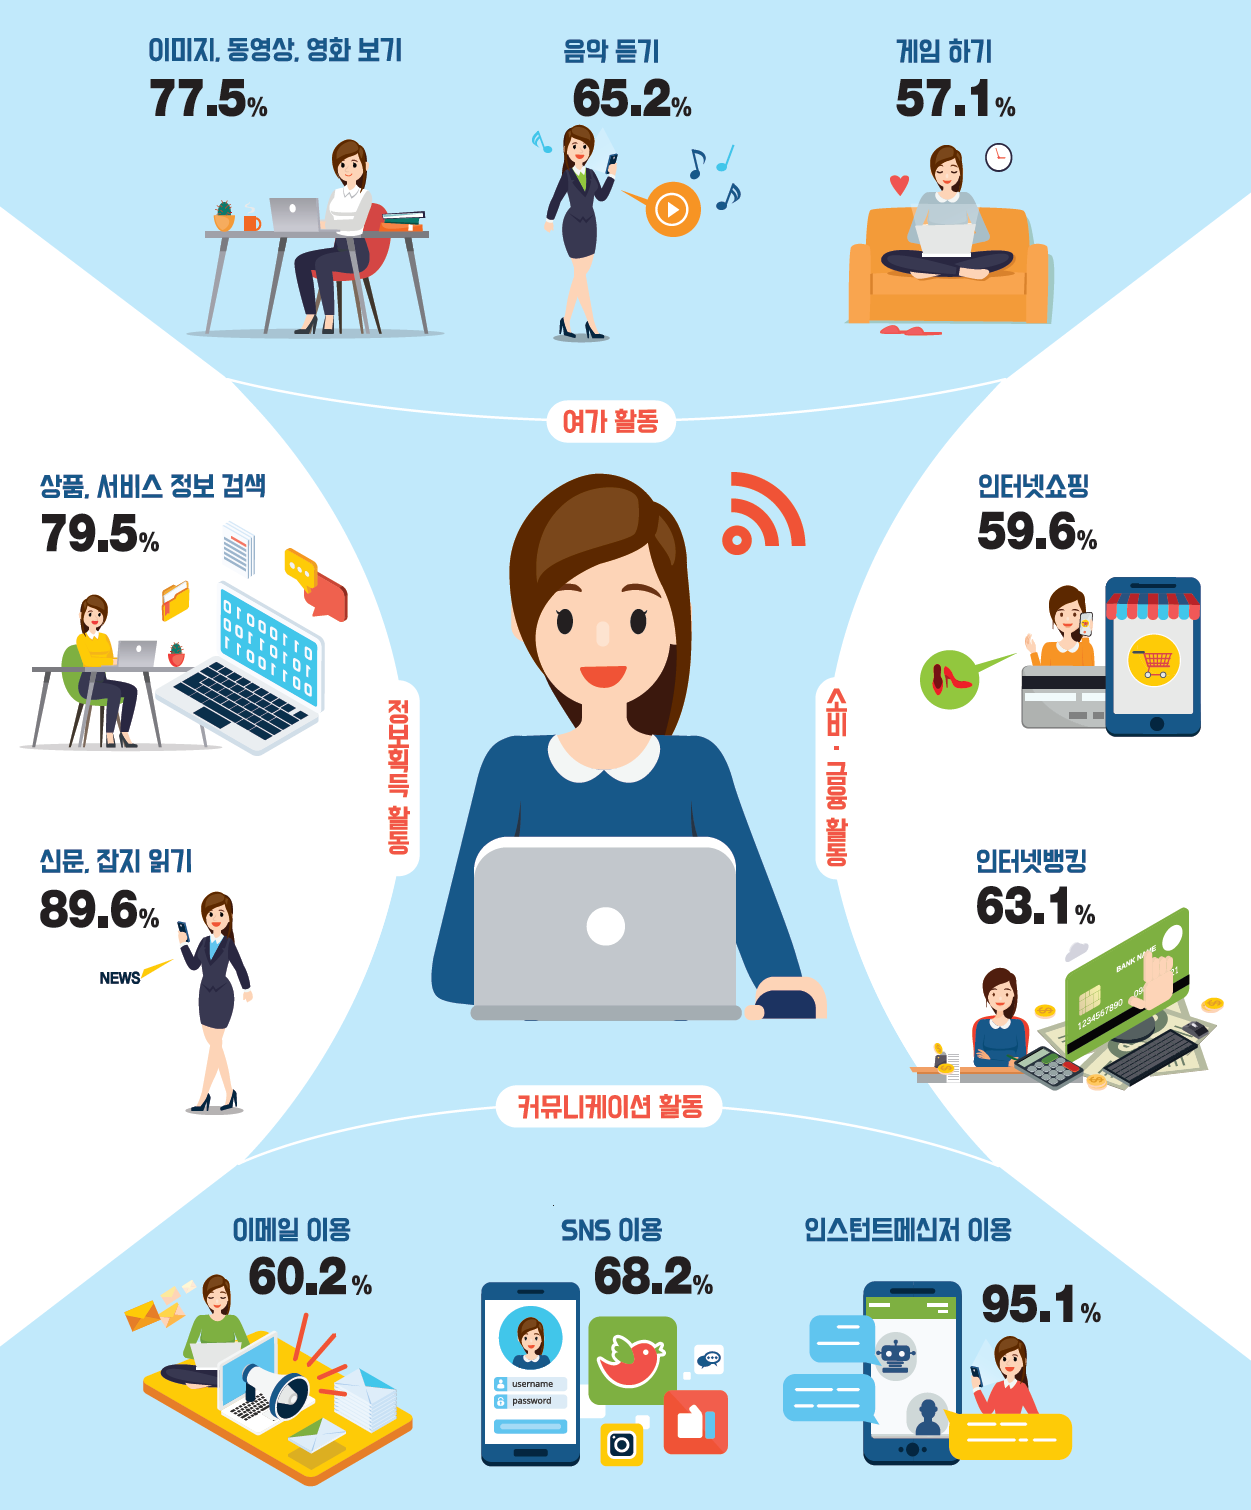 이미지, 동영상, 영화 보기
77.5%
음악 듣기
65.2%
게임 하기
57.1%
여가 활동
상품, 서비스 정보 검색
79.5%
인터넷쇼핑
59.6%
정보획득 활동
소비·금융 활동
신문, 잡지 읽기
89.6%
NEWS
인터넷뱅킹
63.1%
BANK NAME
1234567890
커뮤니케이션 활동
이메일 이용
60.2%
SNS 이용
68.2%
username
password
인스턴트메신저 이용
95.1%